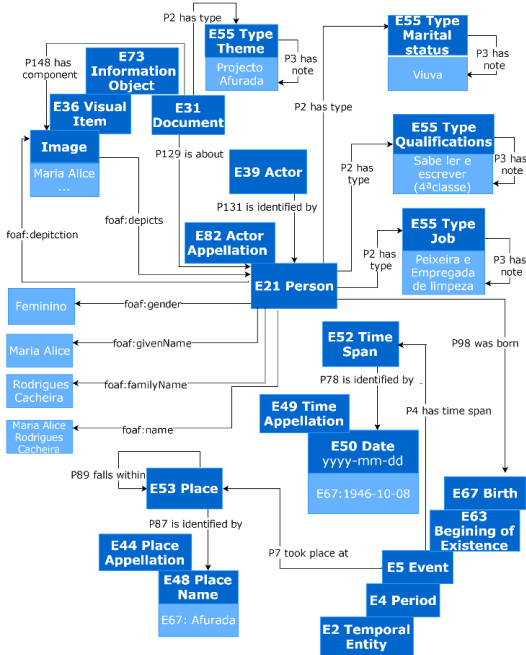 P2 has type
E55 Type
Theme
Projecto
Afurada
P3 has
note
E55 Type
Marital
status
Viuva
P3 has
note
P148 has
component
E73
Information
Object
E36 Visual
Item
E31
Document
Image
Maria Alice
...
P2 has type
P129 is about
E39 Actor
P131 is identified by
E55 Type
Qualifications
Sabe ler e
escrever
(4ªclasse)
P3 has
note
P2 has
type
foaf:depitction
foaf:depicts
E82 Actor
Appellation
E21 Person
P2 has
type
E55 Type
Job
Peixeira e
Empregada
de limpeza
P3 has
note
Feminino
foaf:gender
Maria Alice
foaf:givenName
Rodrigues
Cacheira
foaf:familyName
Maria Alice
Rodrigues
Cacheira
foaf:name
E52 Time
Span
P98 was born
P78 is identified by
P4 has time span
E49 Time
Appellation
E50 Date
yyyy-mm-dd
E67:1946-10-08
P89 falls within
E53 Place
P87 is identified by
E44 Place
Appellation
E48 Place
Name
E67: Afurada
P7 took place at
E67 Birth
E63
Begining of
Existence
E5 Event
E4 Period
E2 Temporal
Entity